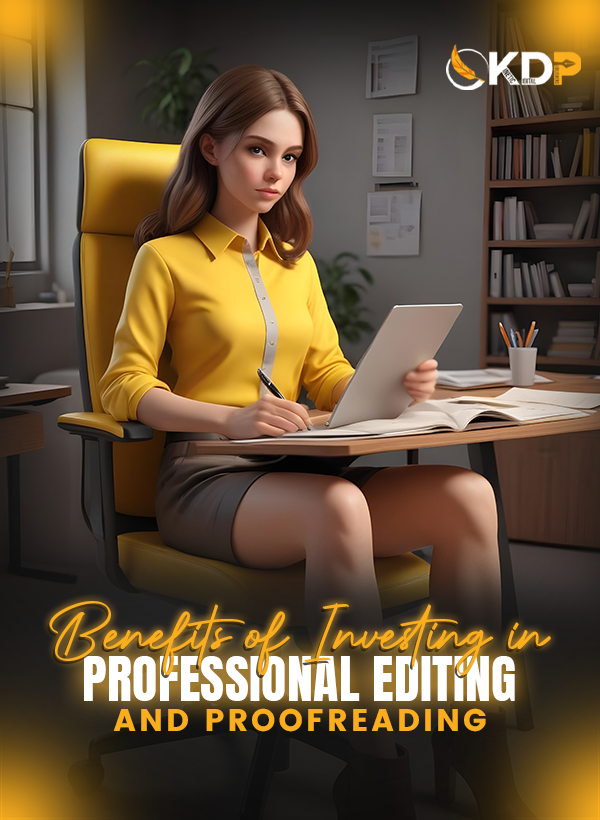 KDP
Benefits of Investing in
PROFESSIONAL EDITING
AND PROOFREADING